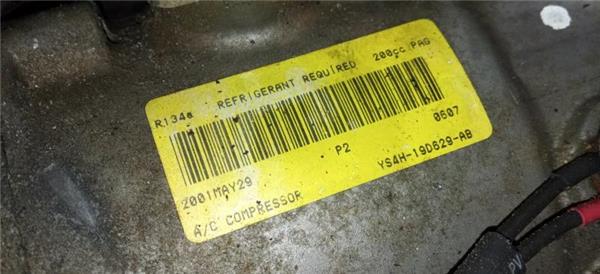 R134a REFRIGERANT REQUIRED 200cc PAG
0607
2001MAY29 P2 YS4H-19D629-AB
A/C COMPRESSOR